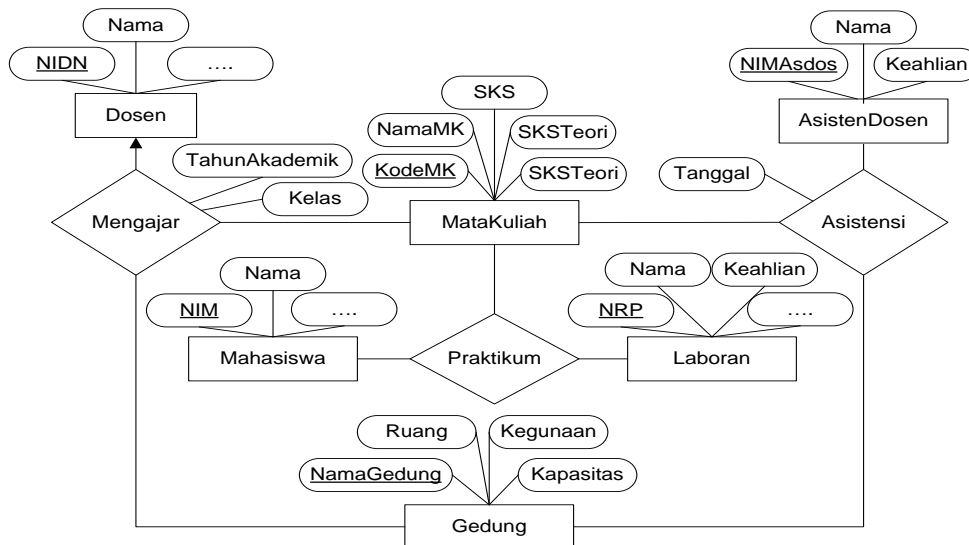 Nama
NIDN
....
Dosen
TahunAkademik
Kelas
Mengajar
SKS
NamaMK
SKSTeori
KodeMK
SKSTeori
MataKuliah
Nama
NIMAsdos
Keahlian
AsistenDosen
Tanggal
Asistensi
Nama
NIM
....
Mahasiswa
Praktikum
Nama
Keahlian
NRP
....
Laboran
Ruang
Kegunaan
NamaGedung
Kapasitas
Gedung